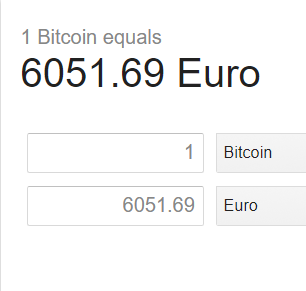 1 Bitcoin equals
6051.69 Euro
1 Bitcoin
6051.69 Euro